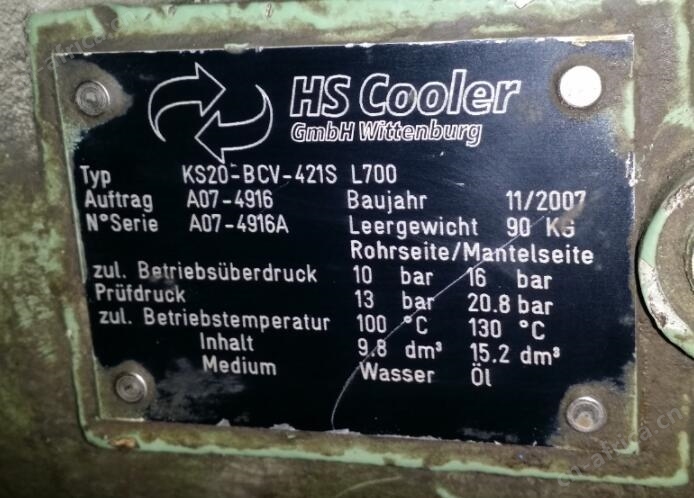 HS Cooler
GmbH Wittenburg
Typ KS20-BCV-421S L700
Auftrag A07-4916 Baujahr 11/2007
N°Serie A07-4916A Leergewicht 90 KG
Rohrseite/Mantelseite
zul. Betriebsüberdruck 10 bar 16 bar
Prüfdruck 13 bar 20.8 bar
zul. Betriebstemperatur 100 °C 130 °C
Inhalt 9.8 dm³ 15.2 dm³
Medium Wasser Öl